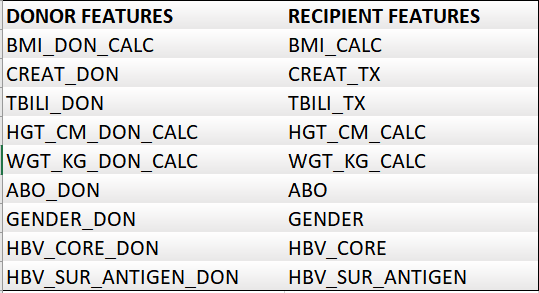 DONOR FEATURES RECIPIENT FEATURES
BMI_DON_CALC BMI_CALC
CREAT_DON CREAT_TX
TBILI_DON TBILI_TX
HGT_CM_DON_CALC HGT_CM_CALC
WGT_KG_DON_CALC WGT_KG_CALC
ABO_DON ABO
GENDER_DON GENDER
HBV_CORE_DON HBV_CORE
HBV_SUR_ANTIGEN_DON HBV_SUR_ANTIGEN